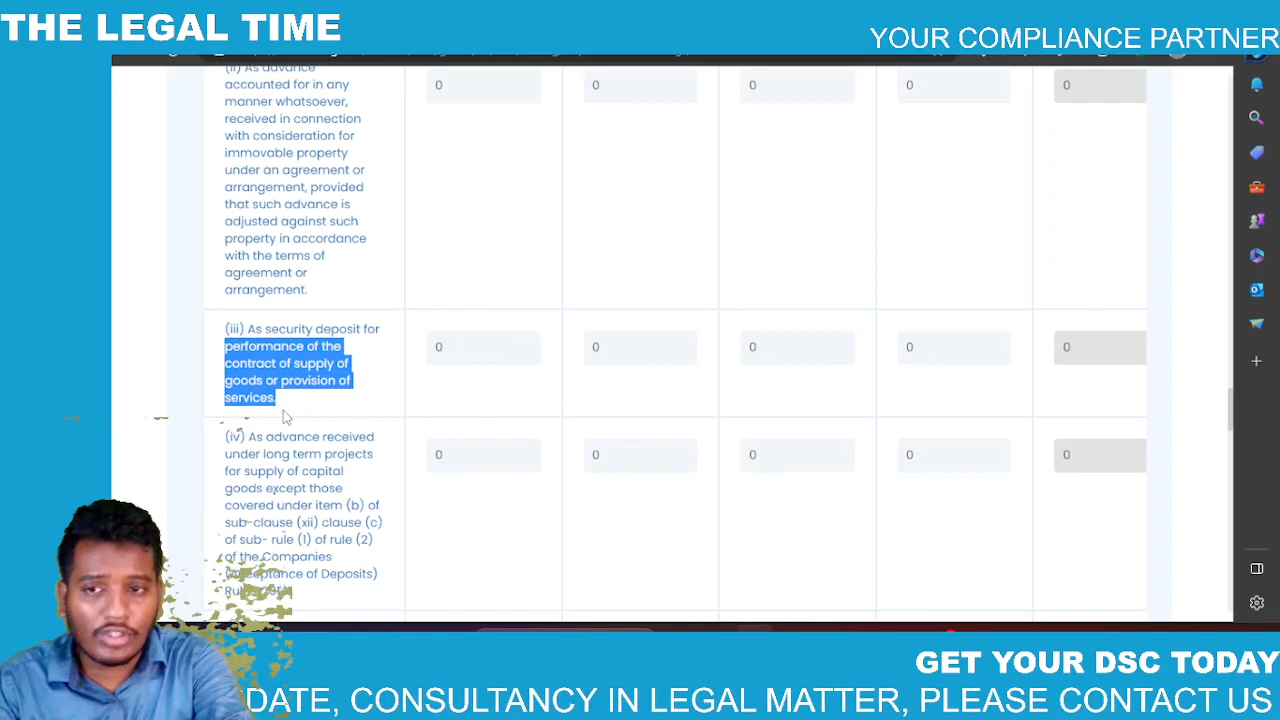 THE LEGAL TIME
YOUR COMPLIANCE PARTNER
(ii) As advance
accounted for in any
manner whatsoever,
received in connection
with consideration for
immovable property
under an agreement or
arrangement, provided
that such advance is
adjusted against such
property in accordance
with the terms of
agreement or
arrangement.
0 0 0 0 0
(iii) As security deposit for
performance of the
contract of supply of
goods or provision of
services.
0 0 0 0 0
(iv) As advance received
under long term projects
for supply of capital
goods except those
covered under item (b) of
sub-clause (xii) clause (c)
of sub- rule (1) of rule (2)
of the Companies
(Acceptance of Deposits)
0 0 0 0 0
GET YOUR DSC TODAY
DATE, CONSULTANCY IN LEGAL MATTER, PLEASE CONTACT US